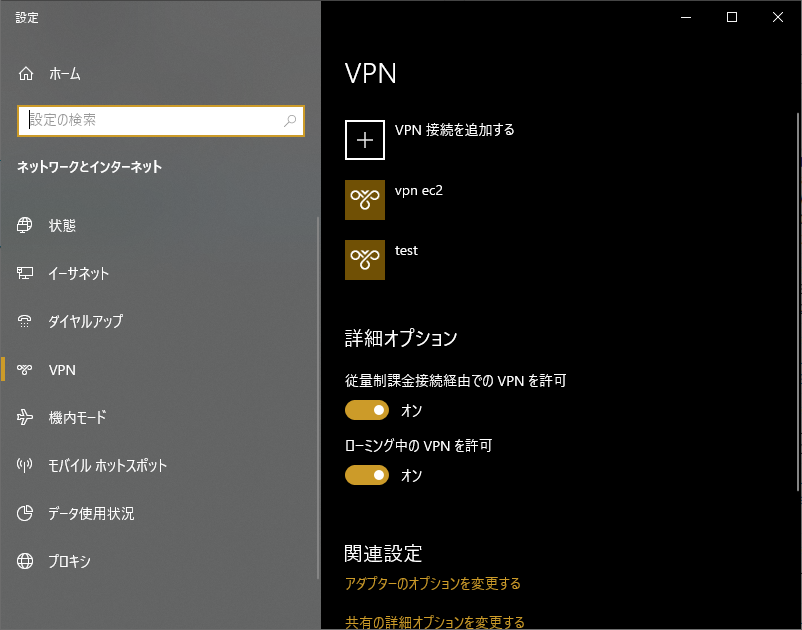 設定
ホーム
設定の検索
ネットワークとインターネット
状態
イーサネット
ダイヤルアップ
VPN
機内モード
モバイル ホットスポット
データ使用状況
プロキシ
VPN
VPN 接続を追加する
vpn ec2
test
詳細オプション
従量制課金接続経由での VPN を許可
オン
ローミング中の VPN を許可
オン
関連設定
アダプターのオプションを変更する
共有の詳細オプションを変更する